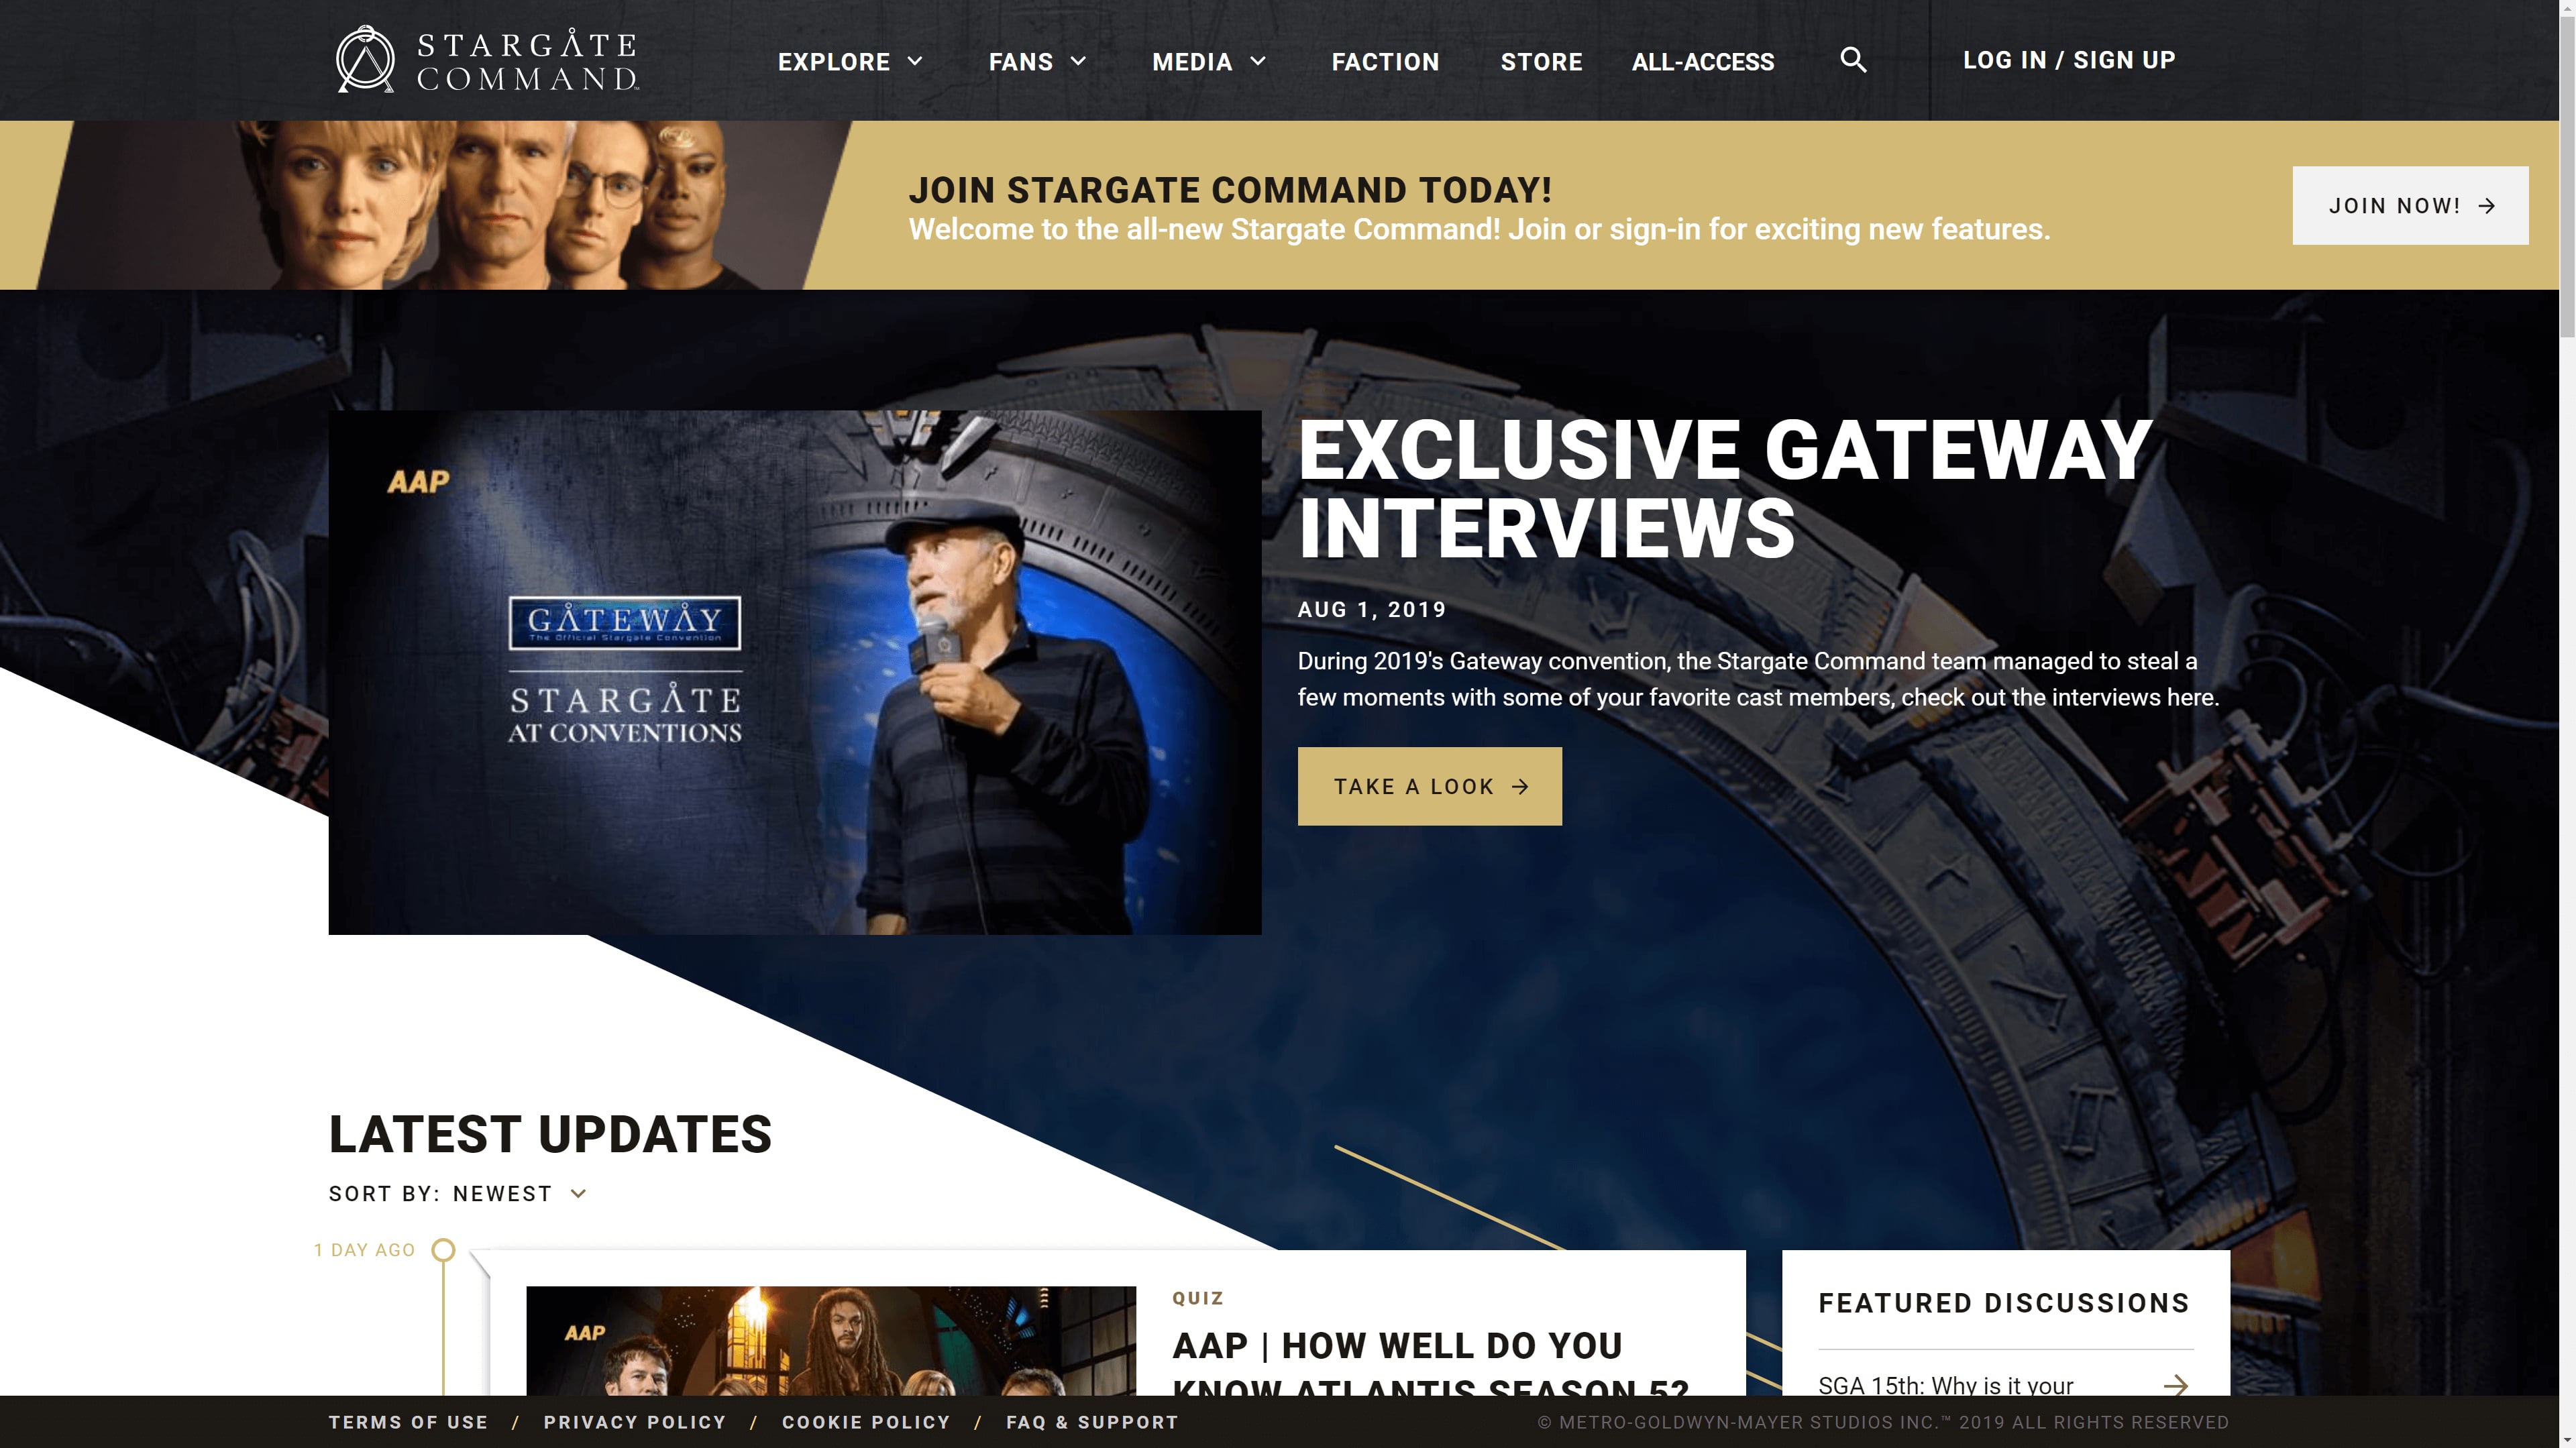 STARGATE
COMMAND
EXPLORE
FANS
MEDIA
FACTION
STORE
ALL-ACCESS
LOG IN / SIGN UP
JOIN STARGATE COMMAND TODAY!
Welcome to the all-new Stargate Command! Join or sign-in for exciting new features.
JOIN NOW!
AAP
GATEWAY
The Official Stargate Convention
STARGATE
AT CONVENTIONS
EXCLUSIVE GATEWAY
INTERVIEWS
AUG 1, 2019
During 2019's Gateway convention, the Stargate Command team managed to steal a
few moments with some of your favorite cast members, check out the interviews here.
TAKE A LOOK
LATEST UPDATES
SORT BY: NEWEST
1 DAY AGO
AAP
QUIZ
AAP | HOW WELL DO YOU
KNOW ATLANTIS SEASON 5?
FEATURED DISCUSSIONS
SGA 15th: Why is it your
TERMS OF USE / PRIVACY POLICY / COOKIE POLICY / FAQ & SUPPORT
© METRO-GOLDWYN-MAYER STUDIOS INC.™ 2019 ALL RIGHTS RESERVED